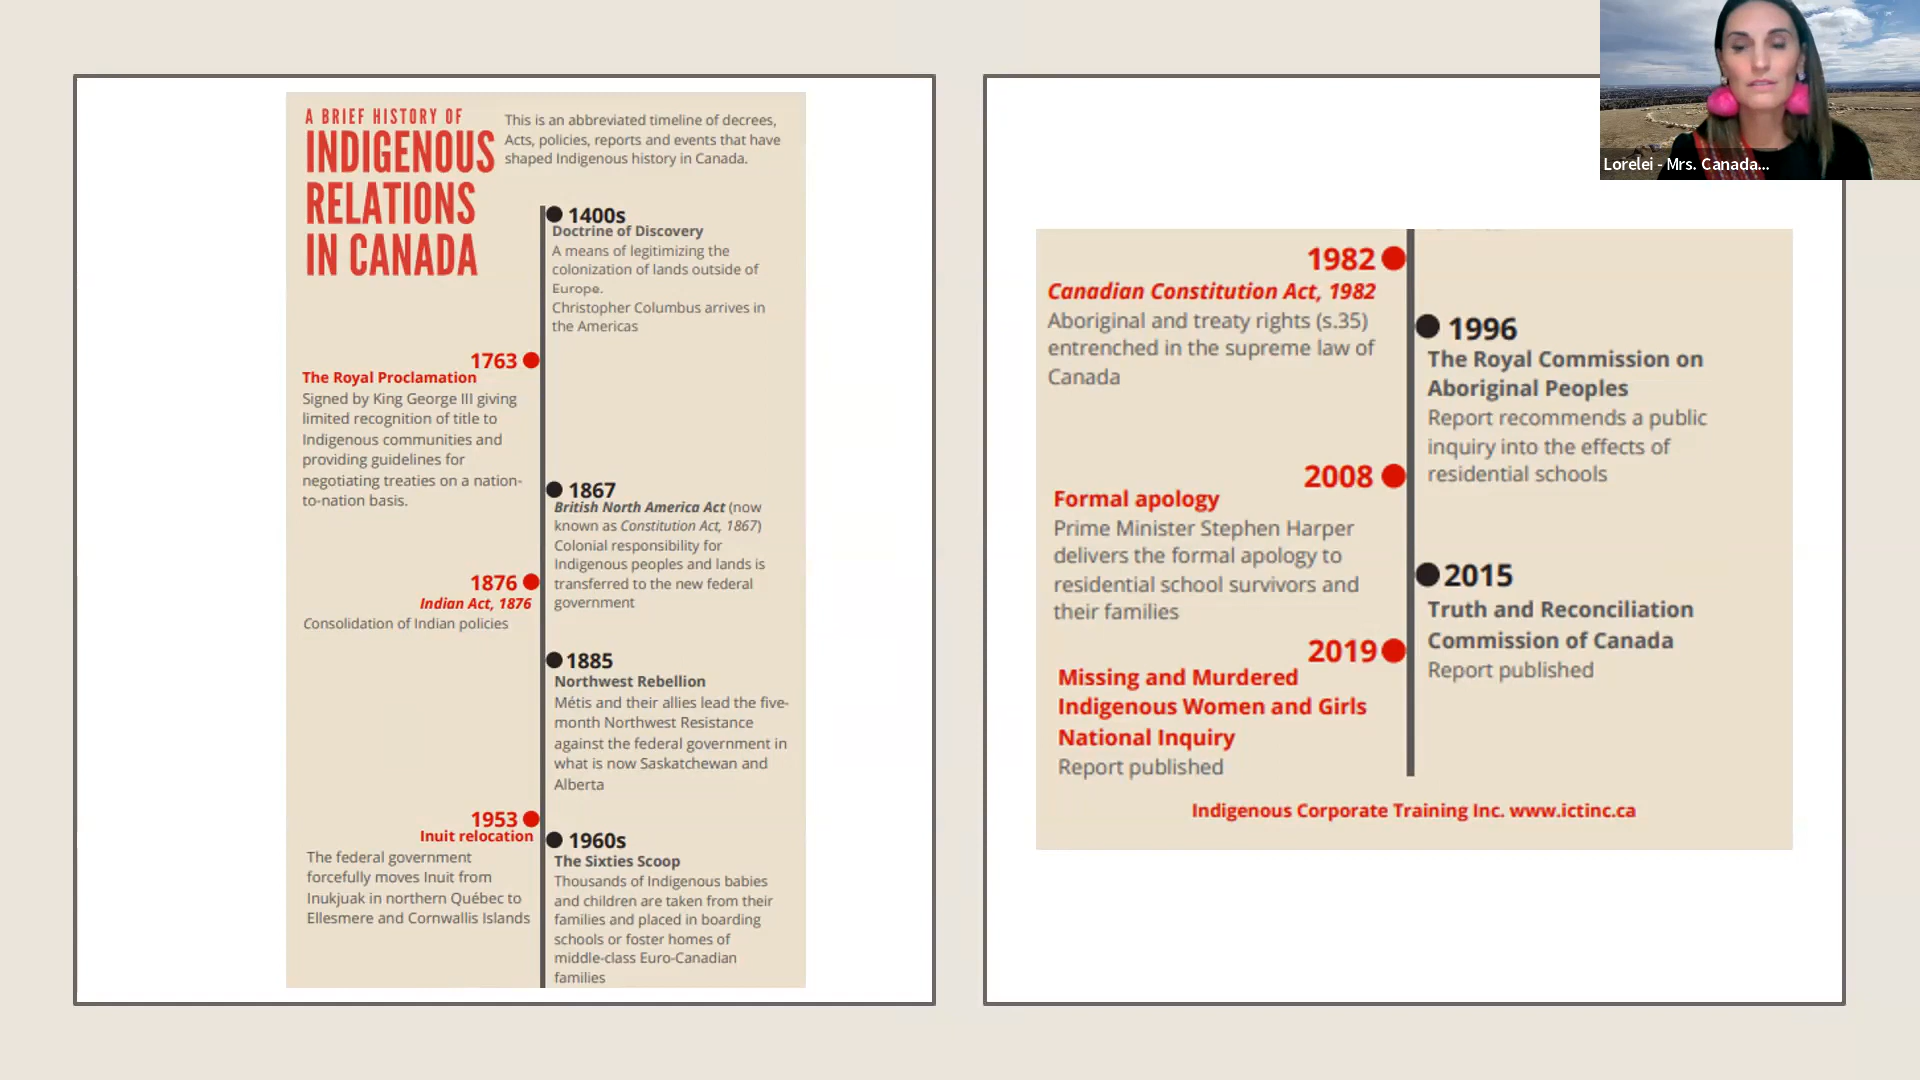 A BRIEF HISTORY OF
INDIGENOUS
RELATIONS
IN CANADA
This is an abbreviated timeline of decrees,
Acts, policies, reports and events that have
shaped Indigenous history in Canada.
1400s
Doctrine of Discovery
A means of legitimizing the
colonization of lands outside of
Europe.
Christopher Columbus arrives in
the Americas
1763
The Royal Proclamation
Signed by King George III giving
limited recognition of title to
Indigenous communities and
providing guidelines for
negotiating treaties on a nation-
to-nation basis.
1867
British North America Act (now
known as Constitution Act, 1867)
Colonial responsibility for
Indigenous peoples and lands is
transferred to the new federal
government
1876
Indian Act, 1876
Consolidation of Indian policies
1885
Northwest Rebellion
Métis and their allies lead the five-
month Northwest Resistance
against the federal government in
what is now Saskatchewan and
Alberta
1953
Inuit relocation
The federal government
forcefully moves Inuit from
Inukjuak in northern Québec to
Ellesmere and Cornwallis Islands
1960s
The Sixties Scoop
Thousands of Indigenous babies
and children are taken from their
families and placed in boarding
schools or foster homes of
middle-class Euro-Canadian
families
1982
Canadian Constitution Act, 1982
Aboriginal and treaty rights (s.35)
entrenched in the supreme law of
Canada
1996
The Royal Commission on
Aboriginal Peoples
Report recommends a public
inquiry into the effects of
residential schools
2008
Formal apology
Prime Minister Stephen Harper
delivers the formal apology to
residential school survivors and
their families
2015
Truth and Reconciliation
Commission of Canada
Report published
2019
Missing and Murdered
Indigenous Women and Girls
National Inquiry
Report published
Indigenous Corporate Training Inc. www.ictinc.ca
Lorelei - Mrs. Canada...